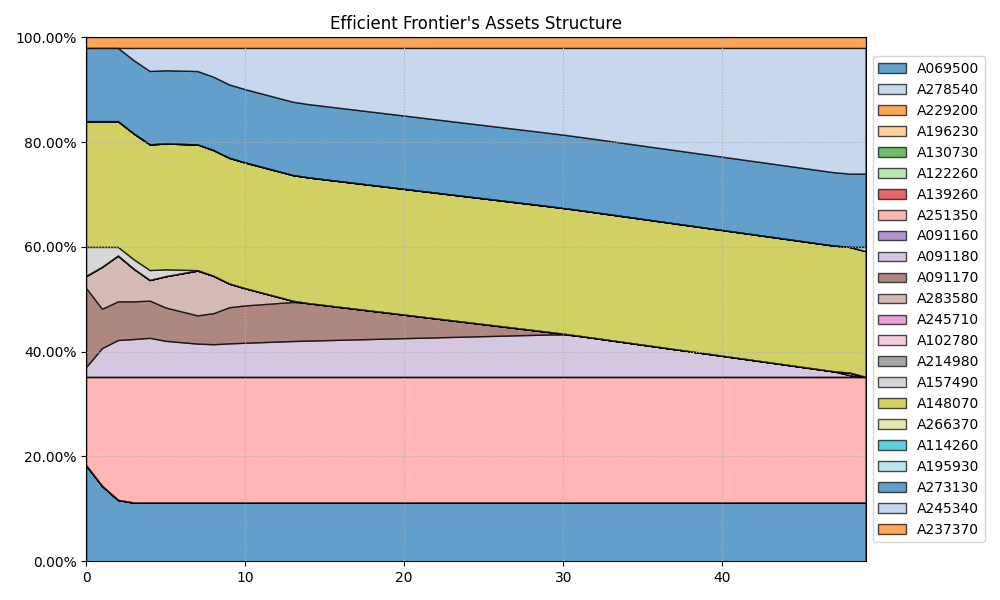 Efficient Frontier's Assets Structure
100.00%
80.00%
60.00%
40.00%
20.00%
0.00%
0
10
20
30
40
A069500
A278540
A229200
A196230
A130730
A122260
A139260
A251350
A091160
A091180
A091170
A283580
A245710
A102780
A214980
A157490
A148070
A266370
A114260
A195930
A273130
A245340
A237370